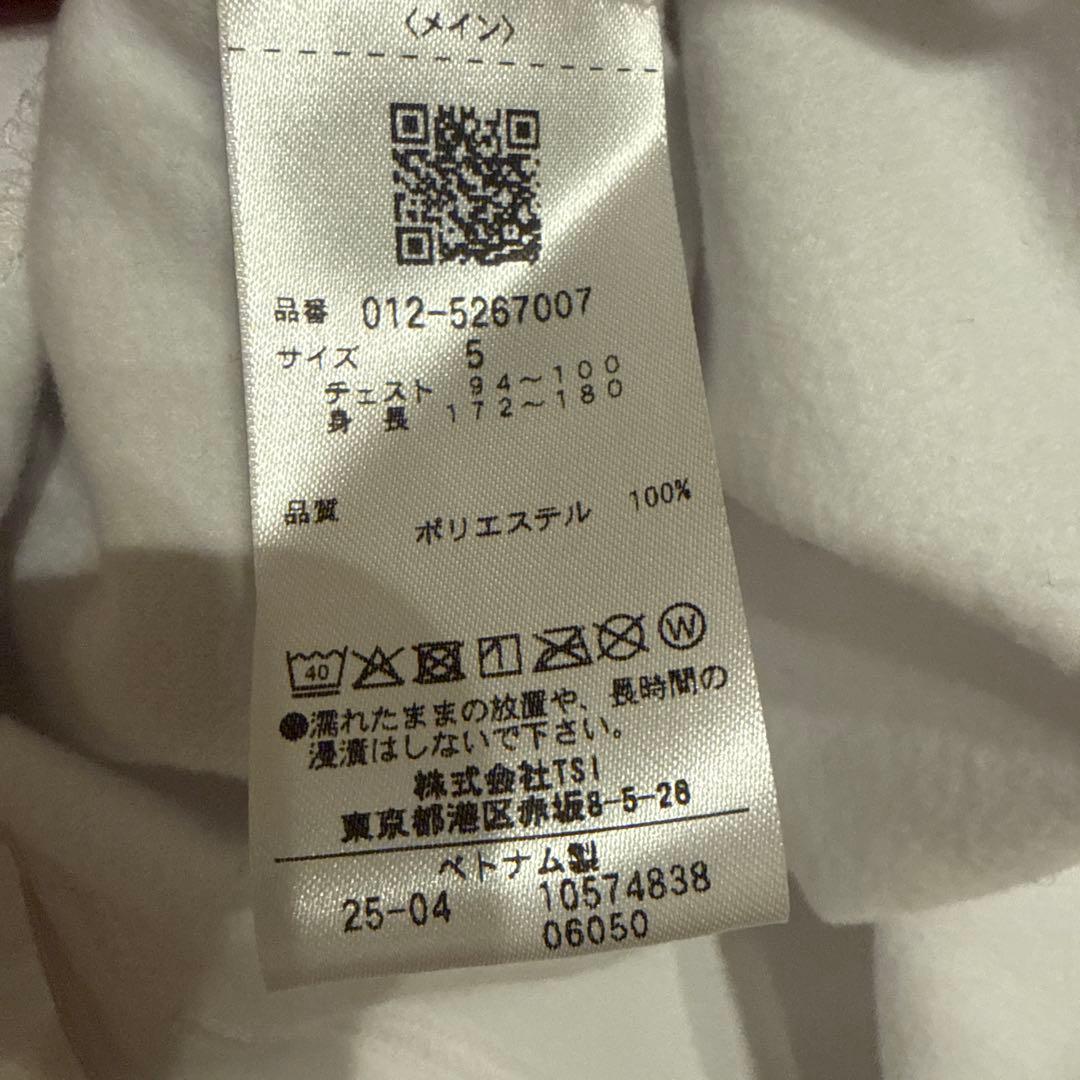 〈メイン〉
品番 012-5267007
サイズ 5
チェスト 94～100
身長 172～180
品質 ポリエステル 100%
40 1 W
●濡れたままの放置や、長時間の
浸漬はしないで下さい。
株式会社TSI
東京都港区赤坂8-5-28
ベトナム製
25-04 10574838
06050